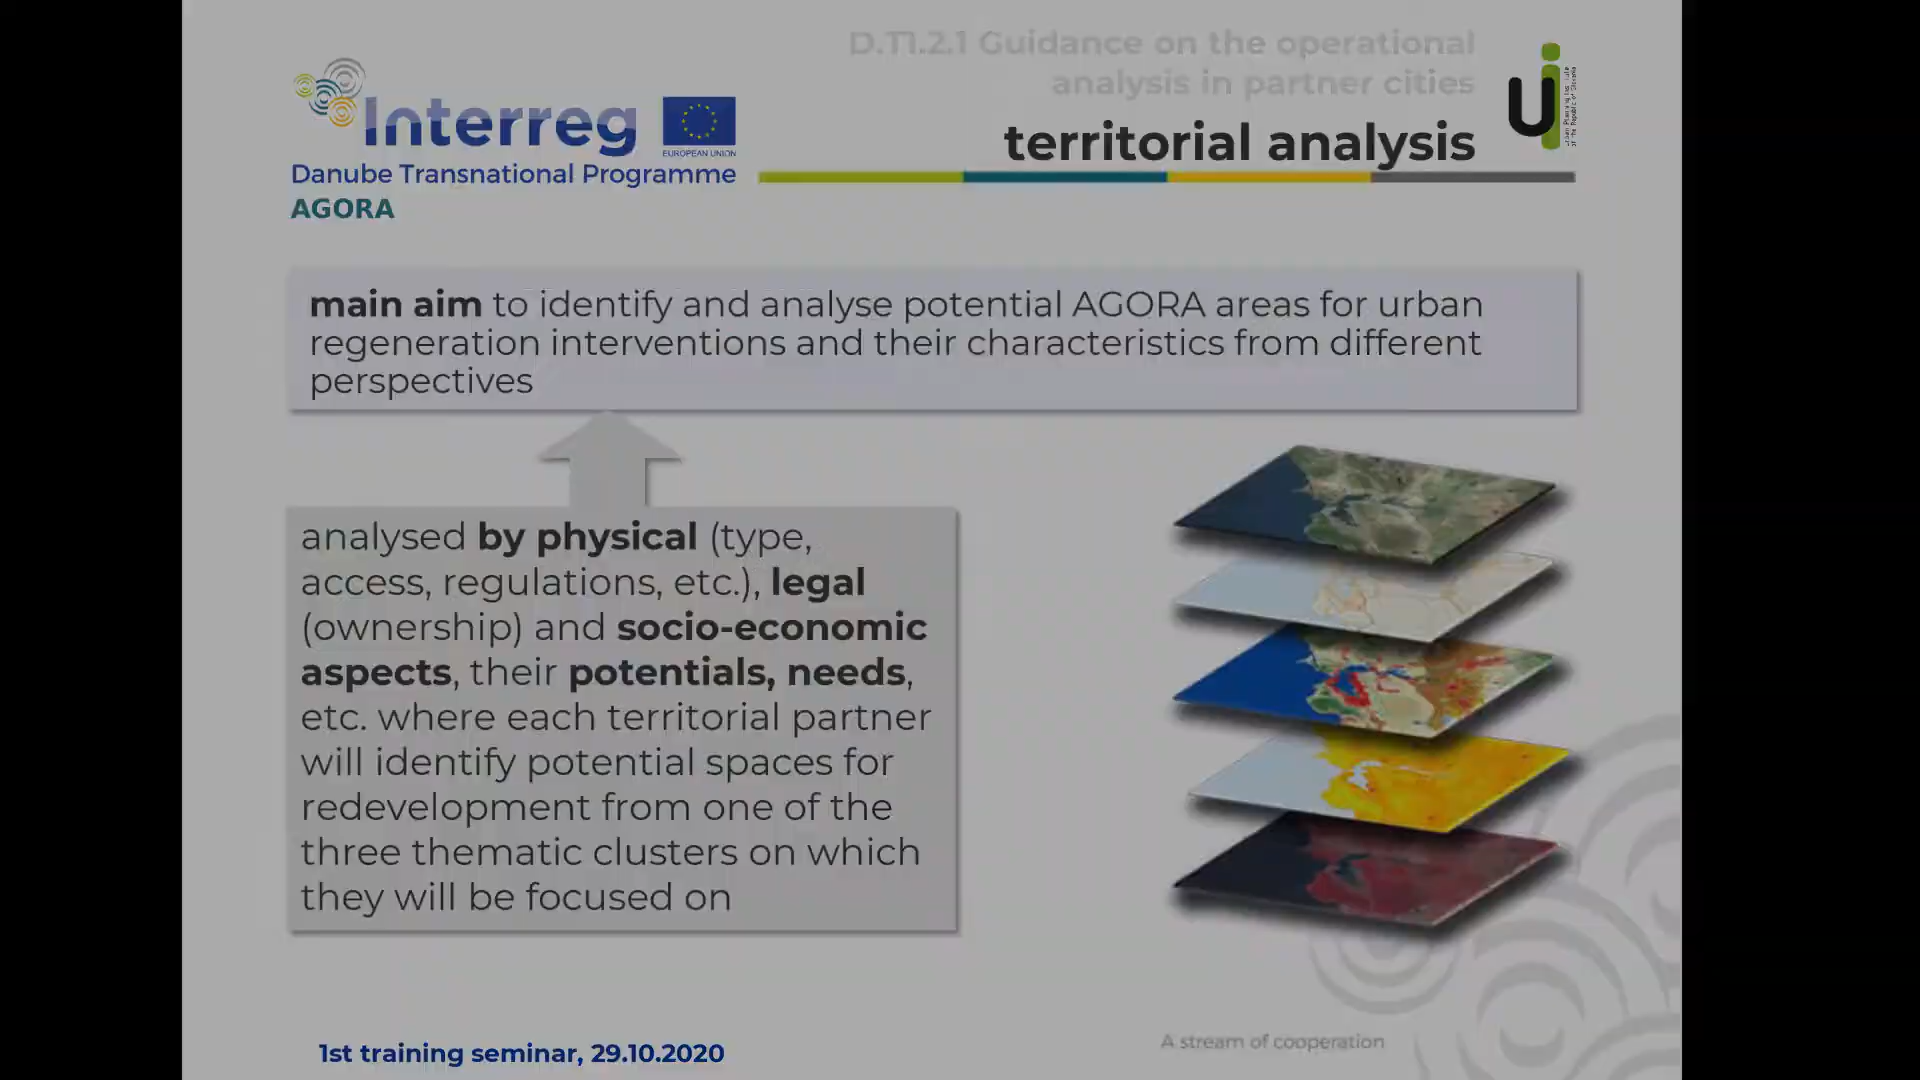 D.T1.2.1 Guidance on the operational
analysis in partner cities
territorial analysis
Interreg
EUROPEAN UNION
Danube Transnational Programme
AGORA
main aim to identify and analyse potential AGORA areas for urban
regeneration interventions and their characteristics from different
perspectives
analysed by physical (type,
access, regulations, etc.), legal
(ownership) and socio-economic
aspects, their potentials, needs,
etc. where each territorial partner
will identify potential spaces for
redevelopment from one of the
three thematic clusters on which
they will be focused on
1st training seminar, 29.10.2020
A stream of cooperation